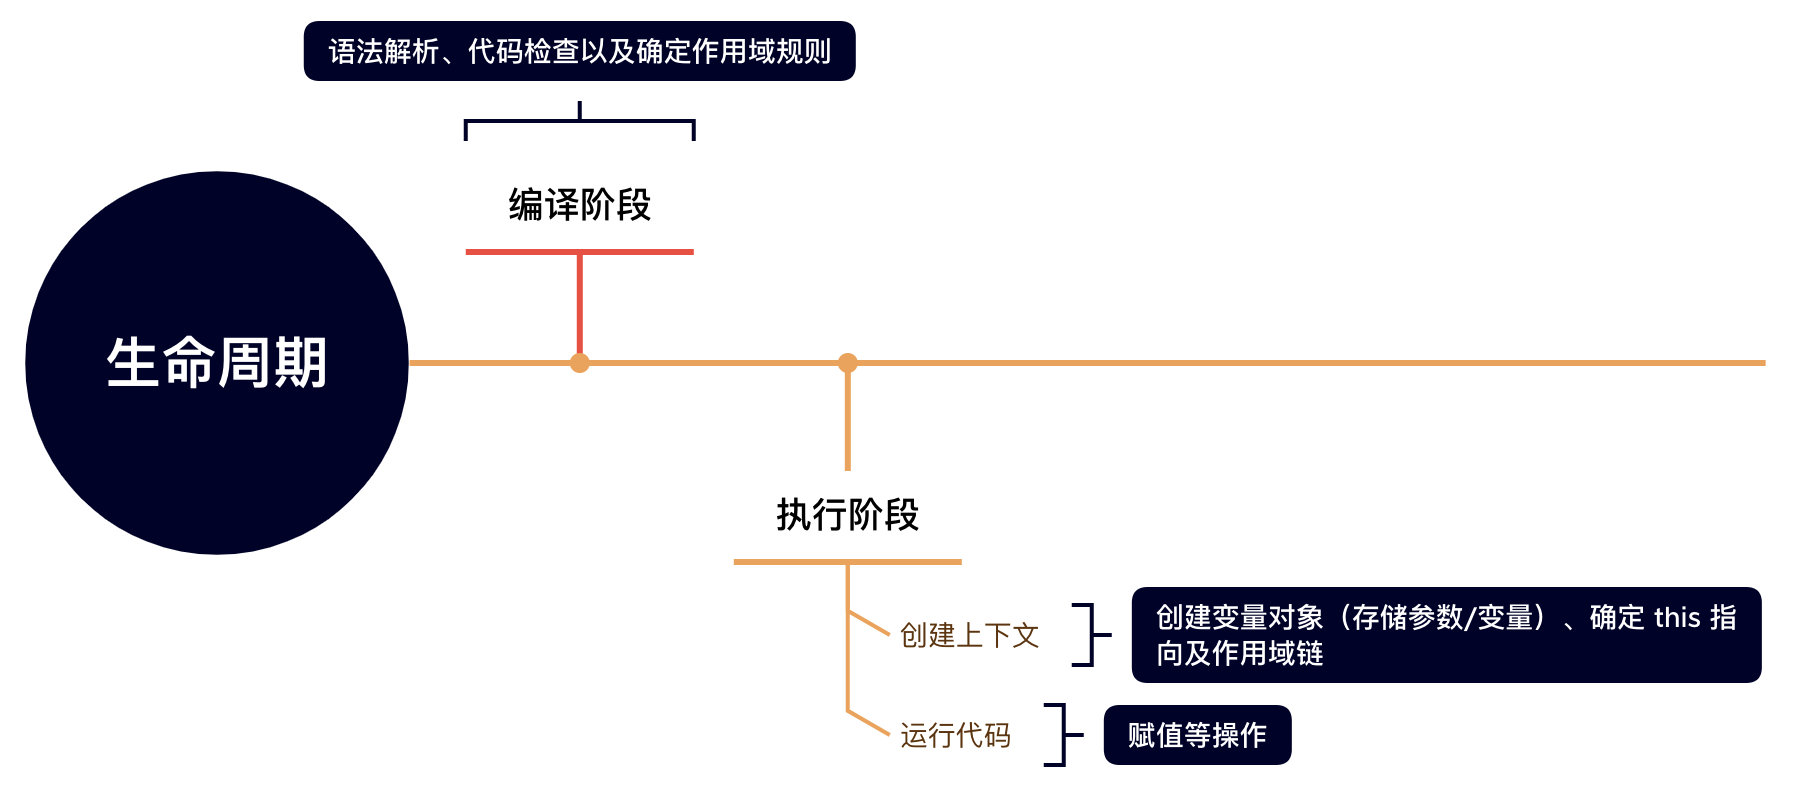 语法解析、代码检查以及确定作用域规则
编译阶段
生命周期
执行阶段
创建上下文
创建变量对象（存储参数/变量）、确定 this 指
向及作用域链
运行代码
赋值等操作